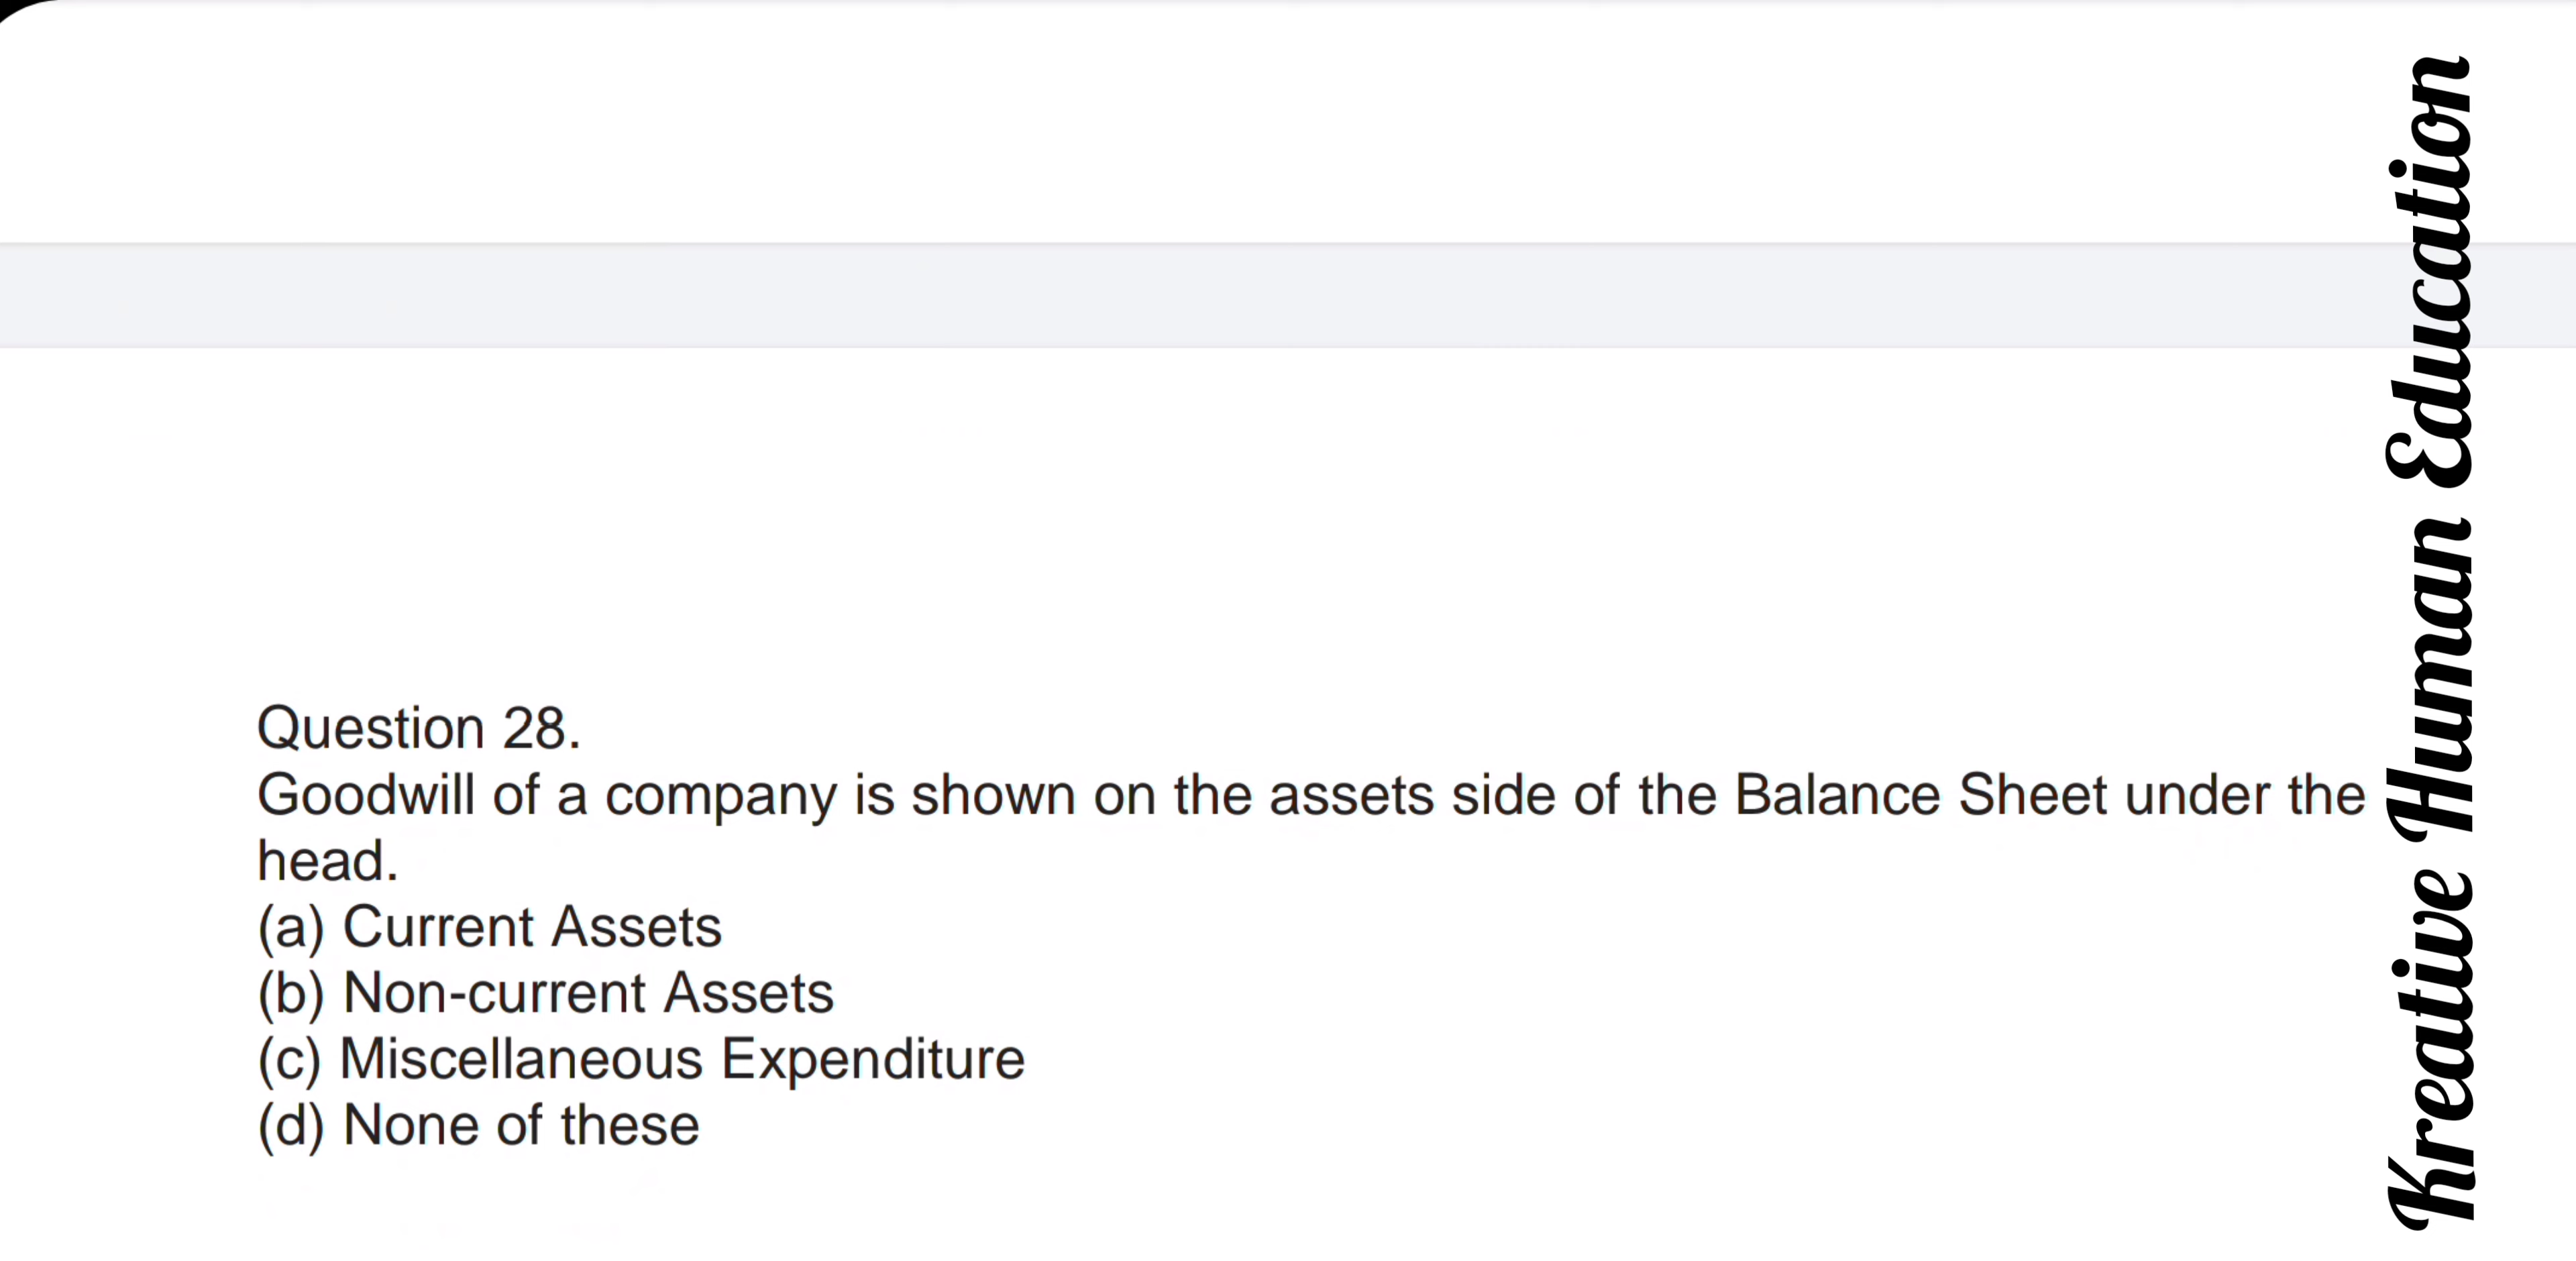 Question 28.
Goodwill of a company is shown on the assets side of the Balance Sheet under the
head.
(a) Current Assets
(b) Non-current Assets
(c) Miscellaneous Expenditure
(d) None of these
Kreative Human Education